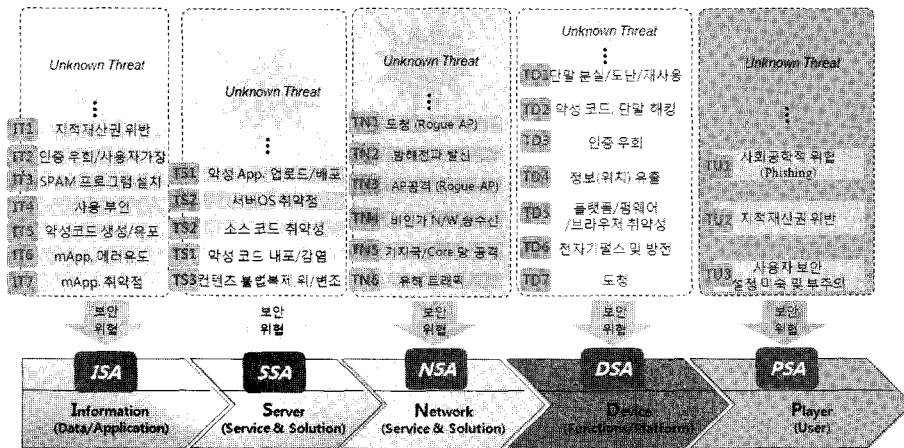 Unknown Threat
IT1 지적재산권 위반
IT2 인증 우회/사용자가장
IT3 SPAM 프로그램 설치
IT4 사용 부인
IT5 악성코드 생성/유포
IT6 mApp. 에러유도
IT7 mApp. 취약점
Unknown Threat
TS1 악성 App. 업로드/배포
TS2 서버OS 취약점
TS2 소스 코드 취약성
TS1 악성 코드 내포/감염
TS3 컨텐츠 불법복제 위/변조
Unknown Threat
TN1 도청 (Rogue AP)
TN2 방해전파 발신
TN3 AP공격 (Rogue AP)
TN4 비인가 N/W 송수신
TN5 기지국/Core 망 공격
TN6 유해 트래픽
Unknown Threat
TD1 단말 분실/도난/재사용
TD2 악성 코드, 단말 해킹
TD3 인증 우회
TD4 정보(위치) 유출
TD5 플랫폼/펌웨어
/브라우저 취약성
TD6 전자기펄스 및 방전
TD7 도청
Unknown Threat
TU1 사회공학적 위협
(Phishing)
TU2 지적재산권 위반
TU3 사용자 보안
설정 미숙 및 부주의
보안
위협
보안
위협
보안
위협
보안
위협
보안
위협
ISA
Information
(Data/Application)
SSA
Server
(Service & Solution)
NSA
Network
(Service & Solution)
DSA
Device
(Functions/Platform)
PSA
Player
(User)